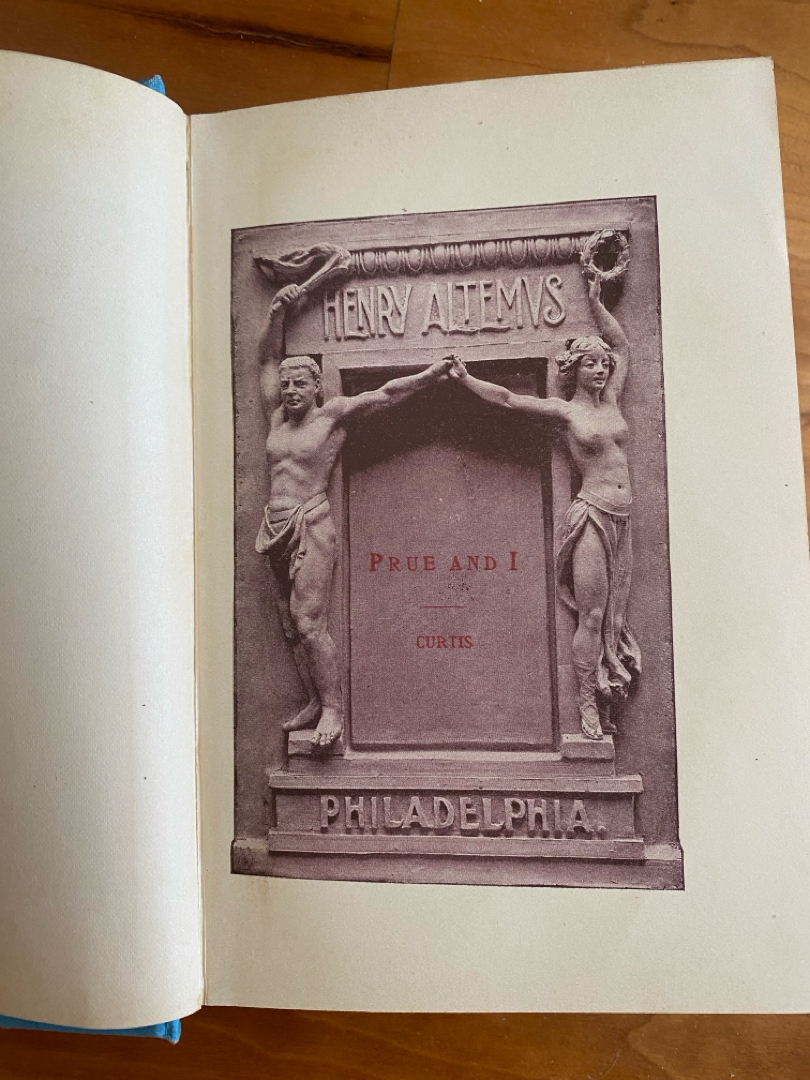 HENRY ALTEMVS
PRUE AND I
CURTIS
PHILADELPHIA.